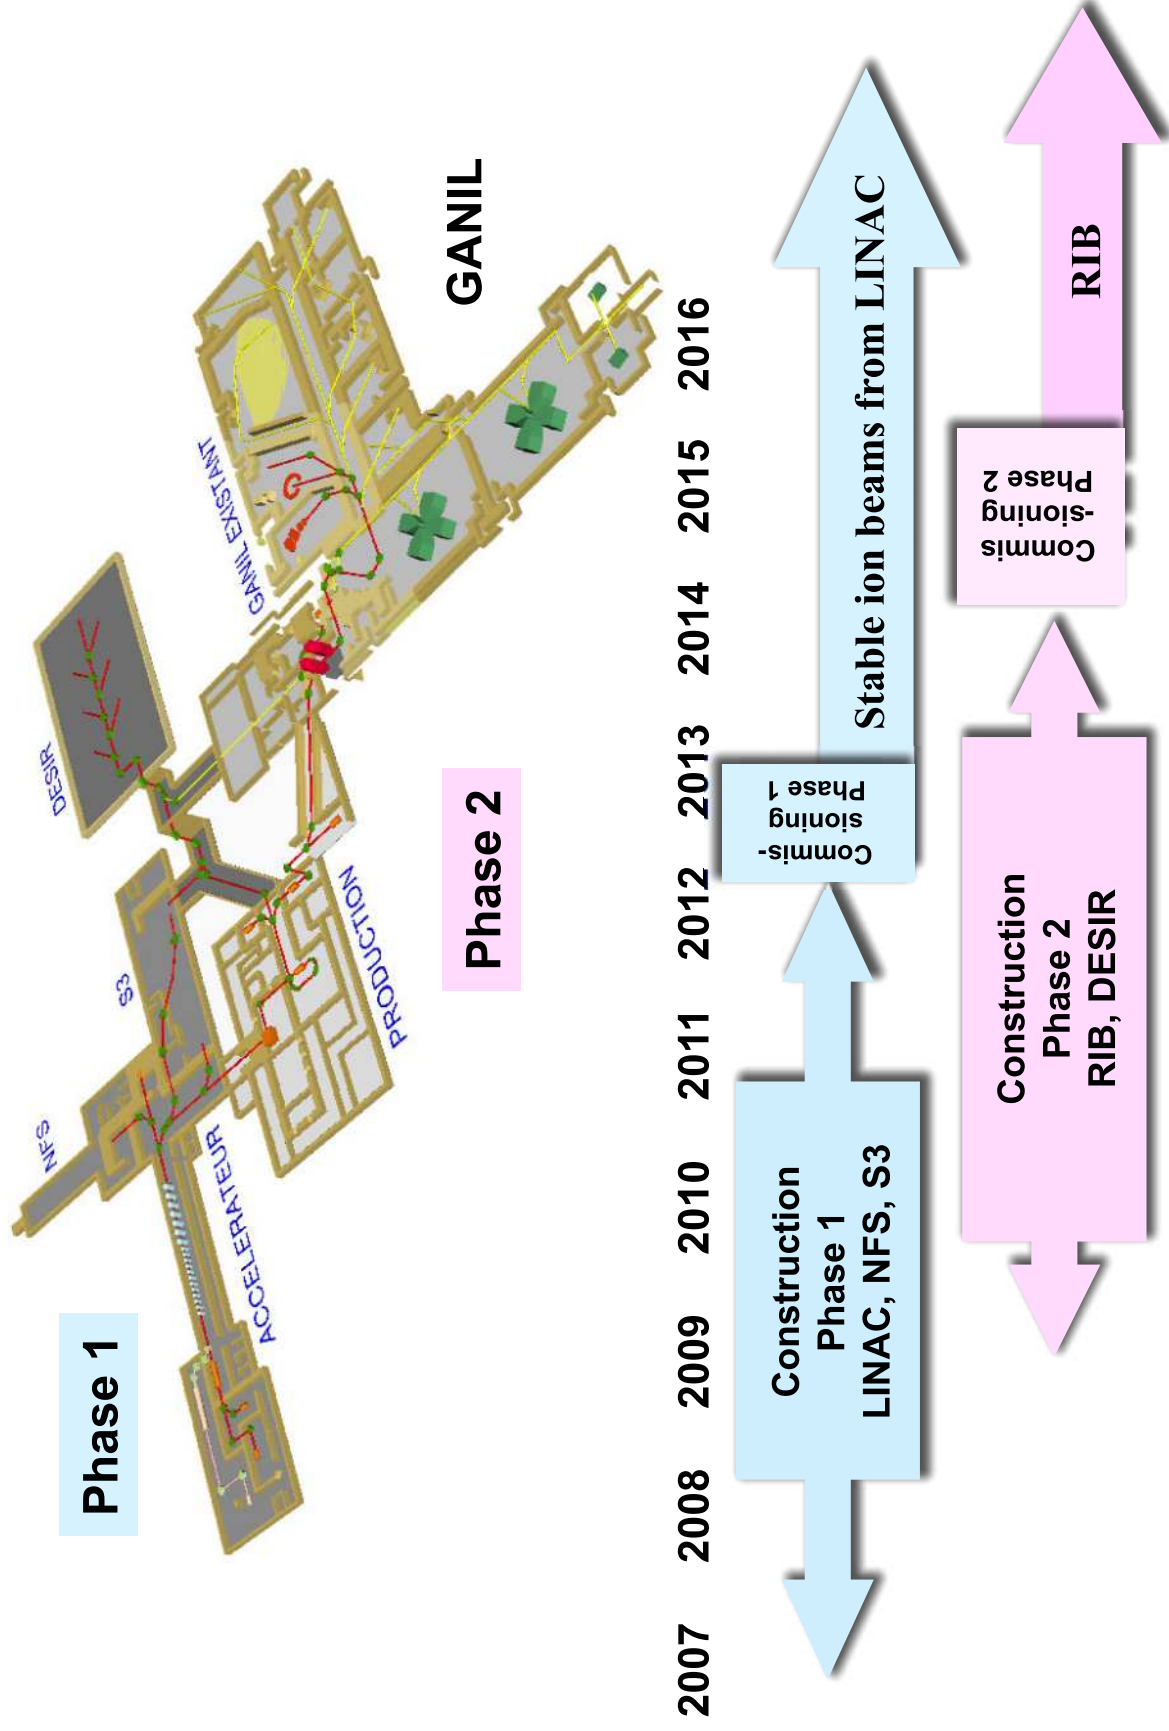 Phase 1
NFS
S3
DESIR
ACCELERATEUR
PRODUCTION
GANIL EXISTANT
Phase 2
GANIL
2007
2008
2009
2010
2011
2012
2013
2014
2015
2016
Construction
Phase 1
LINAC, NFS, S3
Commis-
sioning
Phase 1
Stable ion beams from LINAC
Construction
Phase 2
RIB, DESIR
Commis
-sioning
Phase 2
RIB